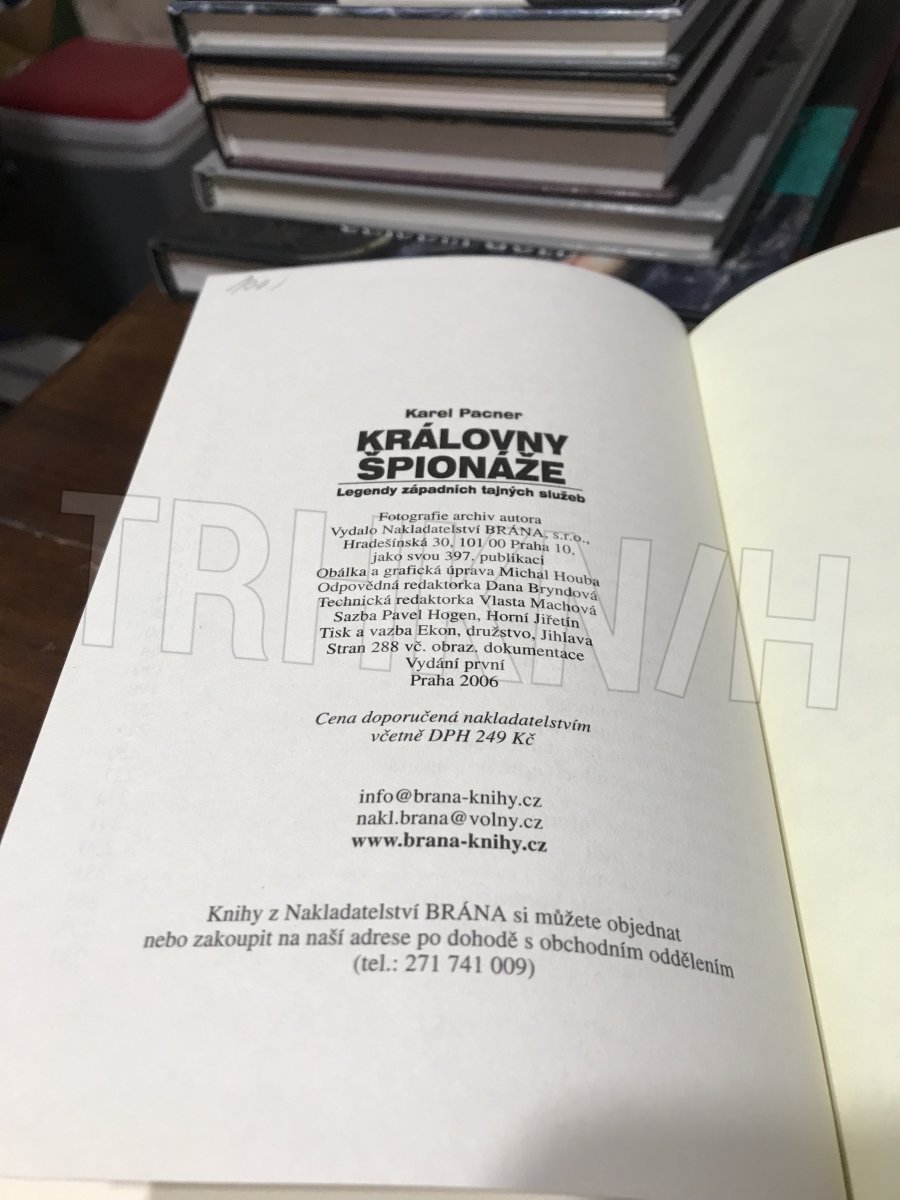 100,
Karel Pacner
KRÁLOVNY
ŠPIONÁŽE
Legendy západních tajných služeb
Fotografie archiv autora
Vydalo Nakladatelství BRÁNA, s.r.o.,
Hradešínská 30, 101 00 Praha 10,
jako svou 397. publikaci
Obálka a grafická úprava Michal Houba
Odpovědná redaktorka Dana Bryndová
Technická redaktorka Vlasta Machová
Sazba Pavel Hogen, Horní Jiřetín
Tisk a vazba Ekon, družstvo, Jihlava
Stran 288 vč. obraz. dokumentace
Vydání první
Praha 2006
Cena doporučená nakladatelstvím
včetně DPH 249 Kč
info@brana-knihy.cz
nakl.brana@volny.cz
www.brana-knihy.cz
Knihy z Nakladatelství BRÁNA si můžete objednat
nebo zakoupit na naší adrese po dohodě s obchodním oddělením
(tel.: 271 741 009)
TRHKNIH